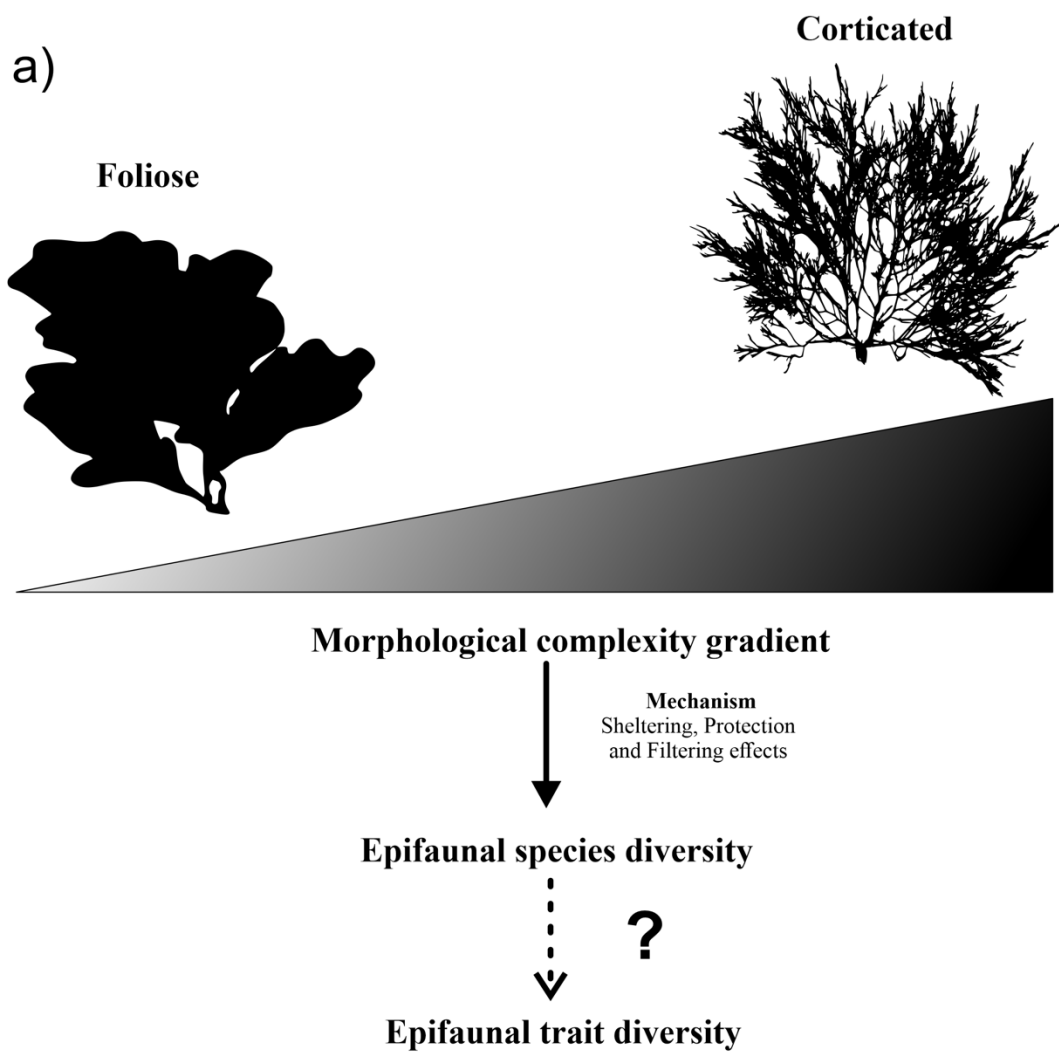 a)
Corticated
Foliose
Morphological complexity gradient
Mechanism
Sheltering, Protection
and Filtering effects
Epifaunal species diversity
?
Epifaunal trait diversity